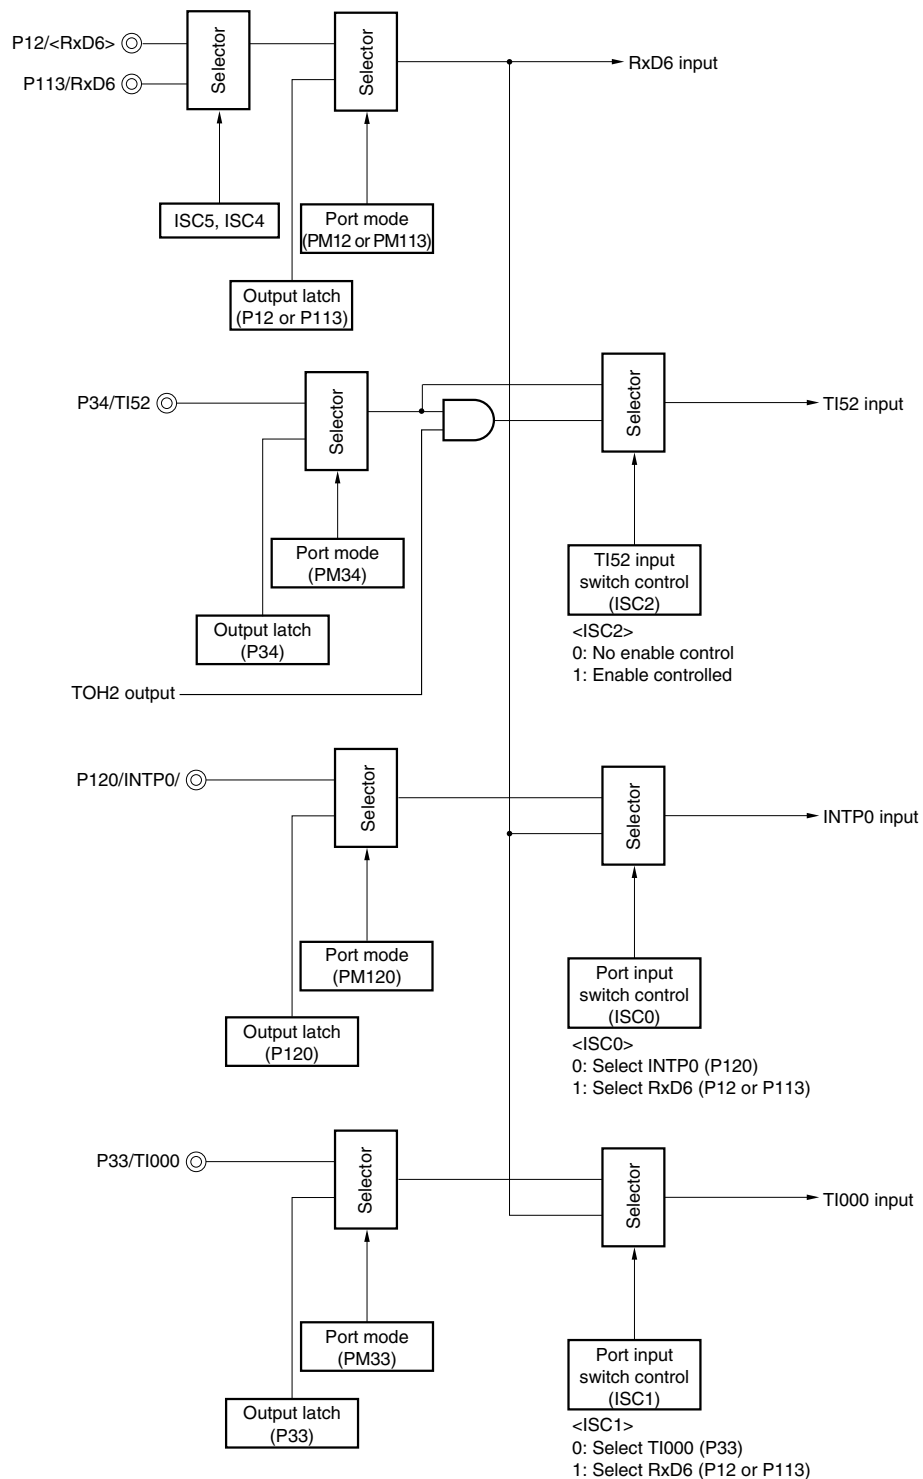 P12/<RxD6>
P113/RxD6
Selector
Selector
RxD6 input
ISC5, ISC4
Port mode
(PM12 or PM113)
Output latch
(P12 or P113)
P34/TI52
Selector
Selector
TI52 input
Port mode
(PM34)
TI52 input
switch control
(ISC2)
Output latch
(P34)
<ISC2>
0: No enable control
1: Enable controlled
TOH2 output
P120/INTP0/
Selector
Selector
INTP0 input
Port mode
(PM120)
Port input
switch control
(ISC0)
Output latch
(P120)
<ISC0>
0: Select INTP0 (P120)
1: Select RxD6 (P12 or P113)
P33/TI000
Selector
Selector
TI000 input
Port mode
(PM33)
Port input
switch control
(ISC1)
Output latch
(P33)
<ISC1>
0: Select TI000 (P33)
1: Select RxD6 (P12 or P113)